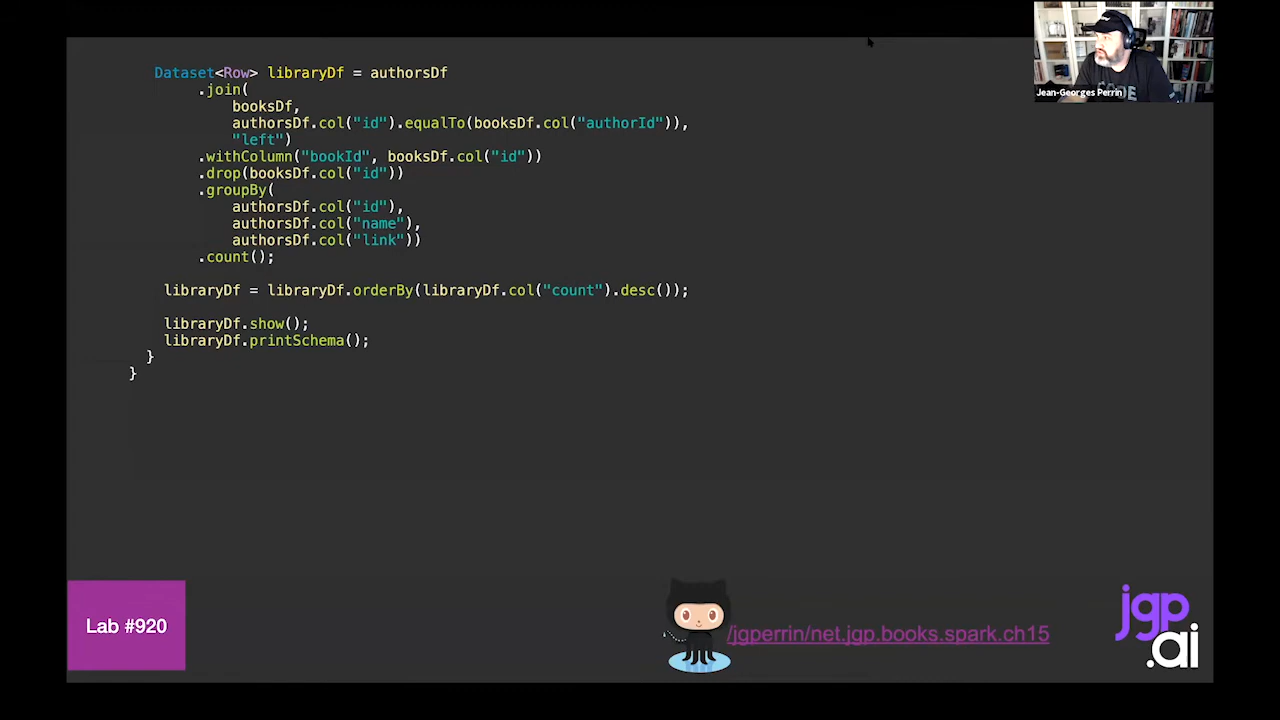 Dataset<Row> libraryDf = authorsDf
.join(
booksDf,
authorsDf.col("id").equalTo(booksDf.col("authorId")),
"left")
.withColumn("bookId", booksDf.col("id"))
.drop(booksDf.col("id"))
.groupBy(
authorsDf.col("id"),
authorsDf.col("name"),
authorsDf.col("link"))
.count();
libraryDf = libraryDf.orderBy(libraryDf.col("count").desc());
libraryDf.show();
libraryDf.printSchema();
}
}
Jean-Georges Perrin
Lab #920
/jgperrin/net.jgp.books.spark.ch15
jgp
.ai